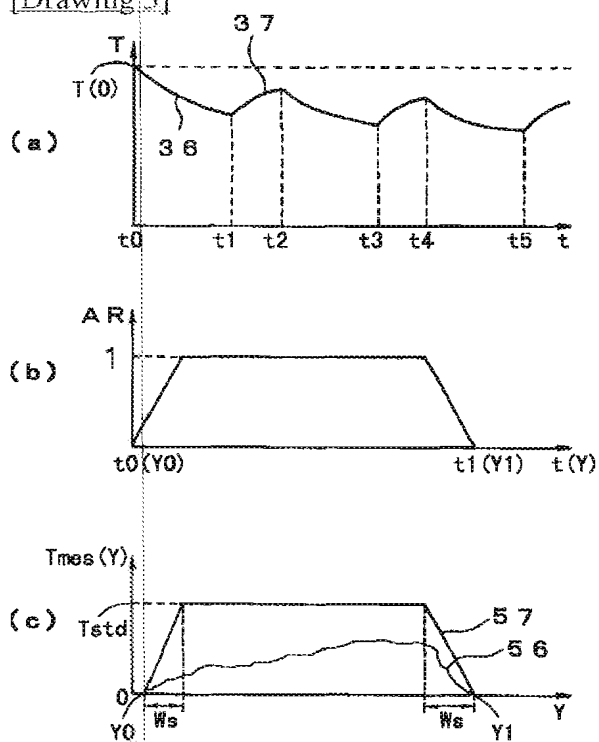 [Drawing 5]
T
37
T(0)
36
(a)
t0 t1 t2 t3 t4 t5 t
AR
1
(b)
t0(Y0) t1(Y1) t(Y)
Tmes(Y)
Tstd
57
56
(c)
0
Y0 Ws Ws Y1 Y